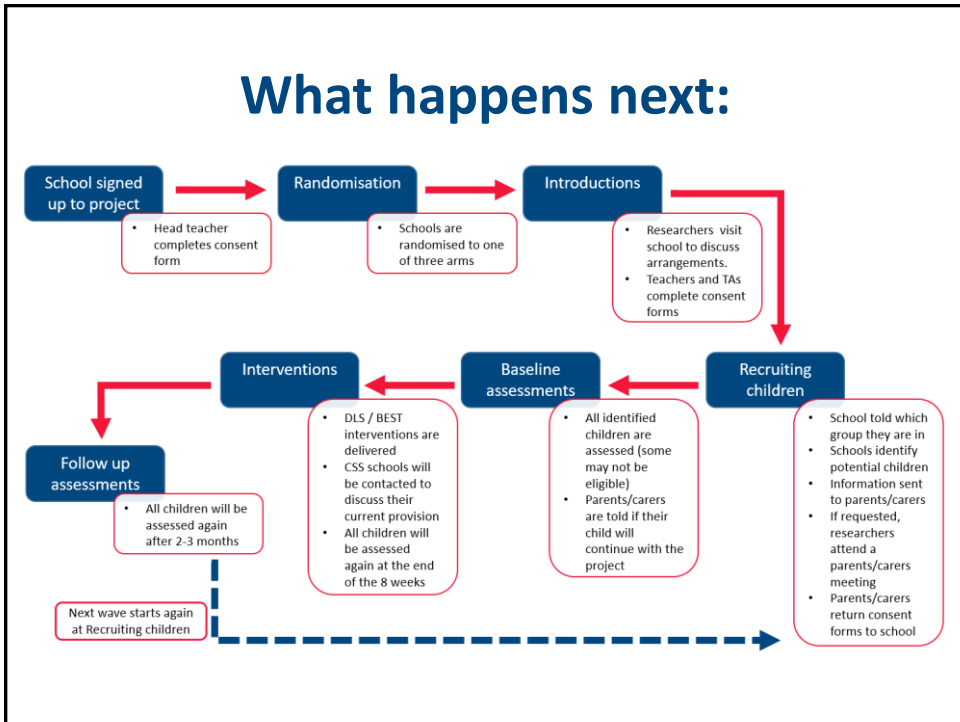 What happens next:
School signed
up to project
• Head teacher
completes consent
form
Randomisation
• Schools are
randomised to one
of three arms
Introductions
• Researchers visit
school to discuss
arrangements.
• Teachers and TAs
complete consent
forms
Recruiting
children
• School told which
group they are in
• Schools identify
potential children
• Information sent
to parents/carers
• If requested,
researchers
attend a
parents/carers
meeting
• Parents/carers
return consent
forms to school
Baseline
assessments
• All identified
children are
assessed (some
may not be
eligible)
• Parents/carers
are told if their
child will
continue with the
project
Interventions
• DLS / BEST
interventions are
delivered
• CSS schools will
be contacted to
discuss their
current provision
• All children will
be assessed
again at the end
of the 8 weeks
Follow up
assessments
• All children will be
assessed again
after 2-3 months
Next wave starts again
at Recruiting children